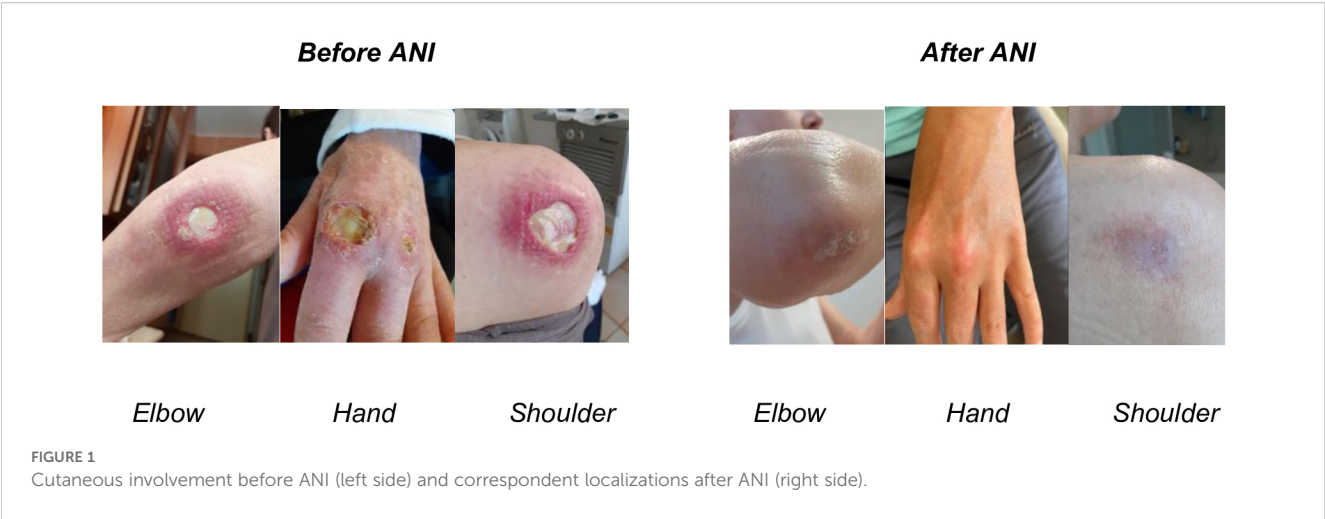 Before ANI
After ANI
Elbow
Hand
Shoulder
Elbow
Hand
Shoulder
FIGURE 1
Cutaneous involvement before ANI (left side) and correspondent localizations after ANI (right side).